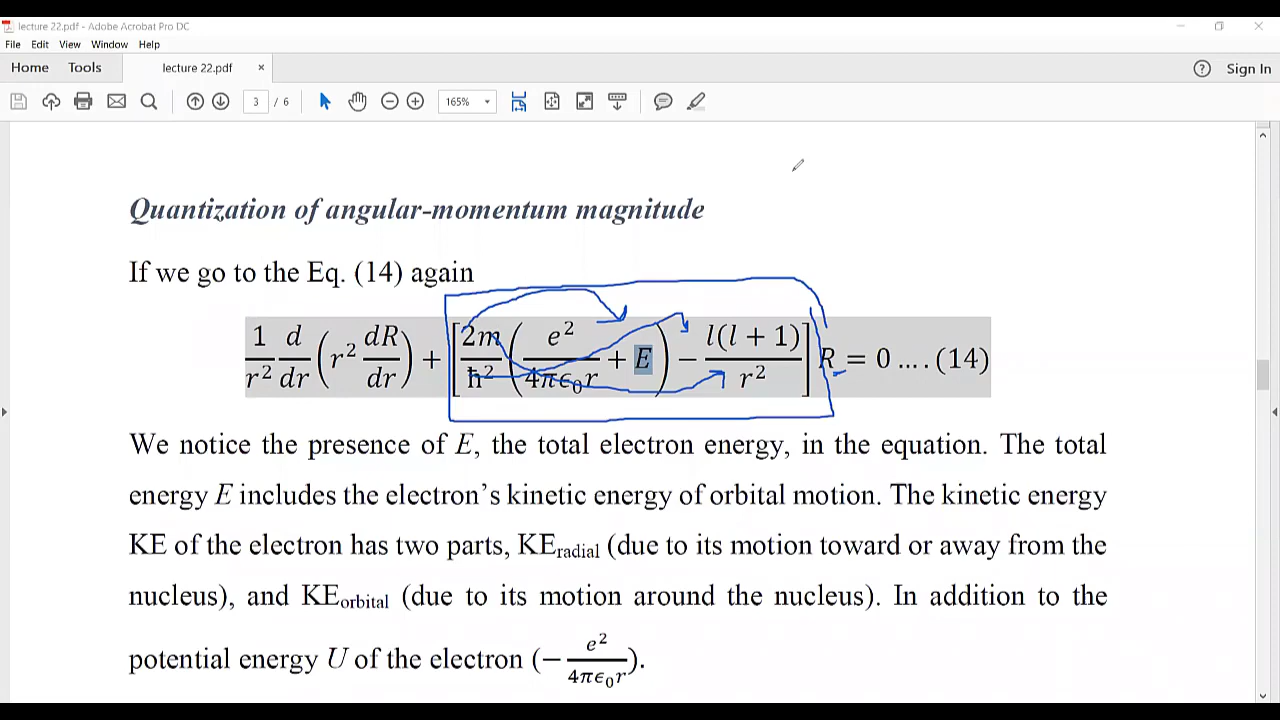 lecture 22.pdf - Adobe Acrobat Pro DC
File Edit View Window Help
Home Tools lecture 22.pdf × Sign In
3 / 6 165%
Quantization of angular-momentum magnitude
If we go to the Eq. (14) again
1/r² d/dr (r² dR/dr) + [2m/ħ² (e²/4πϵ₀r + E) − l(l + 1)/r²] R = 0 … . (14)
We notice the presence of E, the total electron energy, in the equation. The total
energy E includes the electron’s kinetic energy of orbital motion. The kinetic energy
KE of the electron has two parts, KEradial (due to its motion toward or away from the
nucleus), and KEorbital (due to its motion around the nucleus). In addition to the
potential energy U of the electron (− e²/4πϵ₀r).